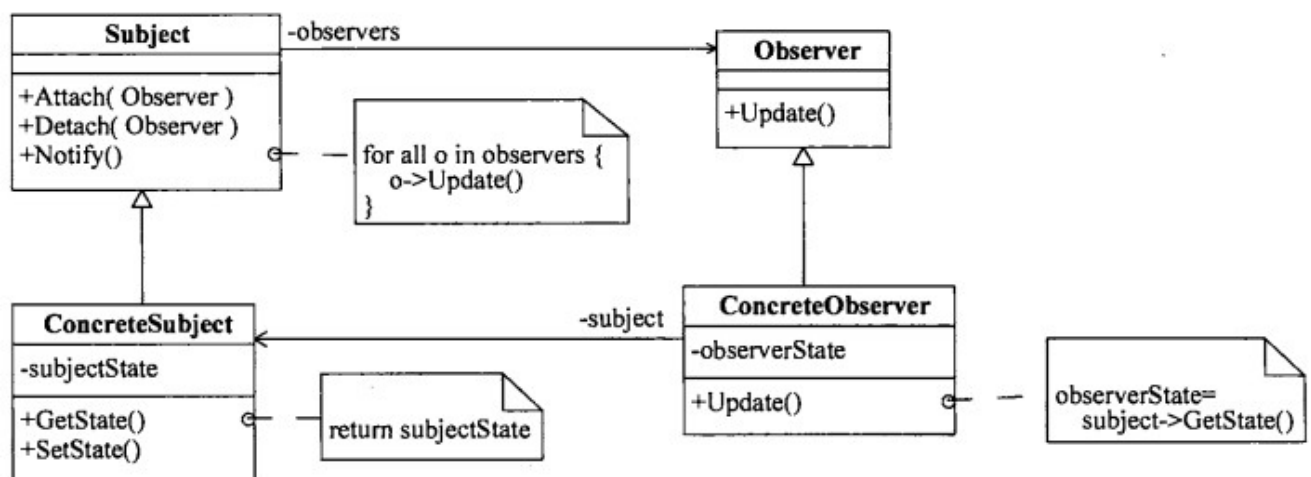 Subject
+Attach( Observer )
+Detach( Observer )
+Notify()
-observers
Observer
+Update()
for all o in observers {
o->Update()
}
ConcreteSubject
-subjectState
+GetState()
+SetState()
return subjectState
-subject
ConcreteObserver
-observerState
+Update()
observerState=
subject->GetState()